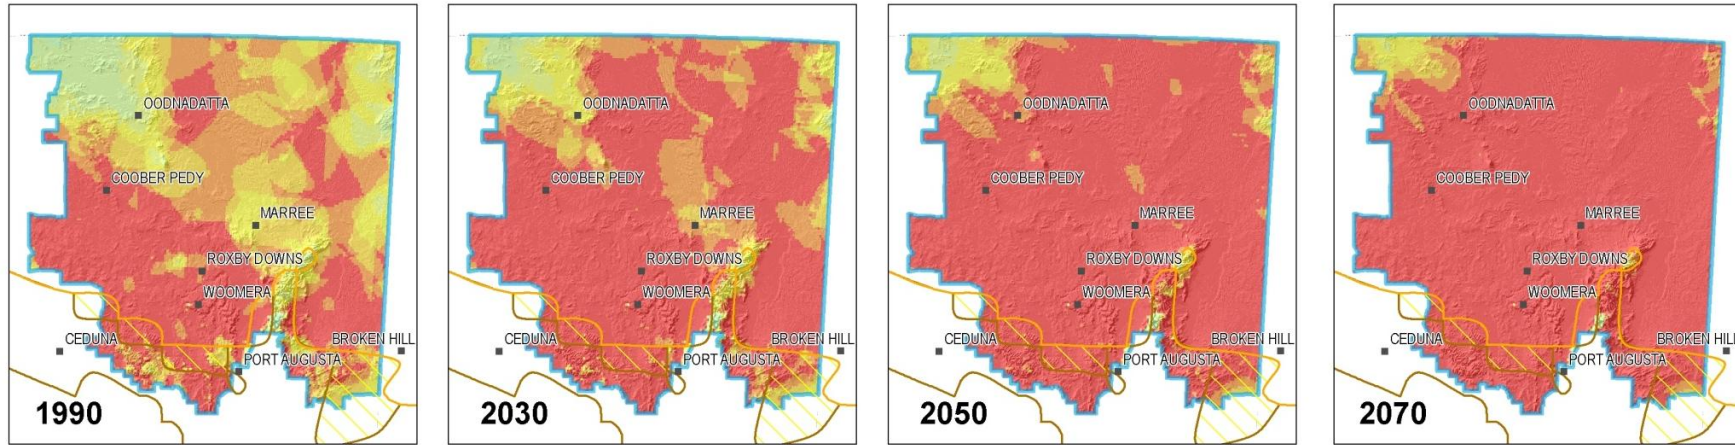 OODNADATTA
COOBER PEDY
MARREE
ROXBY DOWNS
WOOMERA
CEDUNA
BROKEN HILL
PORT AUGUSTA
1990
OODNADATTA
COOBER PEDY
MARREE
ROXBY DOWNS
WOOMERA
CEDUNA
BROKEN HILL
PORT AUGUSTA
2030
OODNADATTA
COOBER PEDY
MARREE
ROXBY DOWNS
WOOMERA
CEDUNA
BROKEN HILL
PORT AUGUSTA
2050
OODNADATTA
COOBER PEDY
MARREE
ROXBY DOWNS
WOOMERA
CEDUNA
BROKEN HILL
PORT AUGUSTA
2070